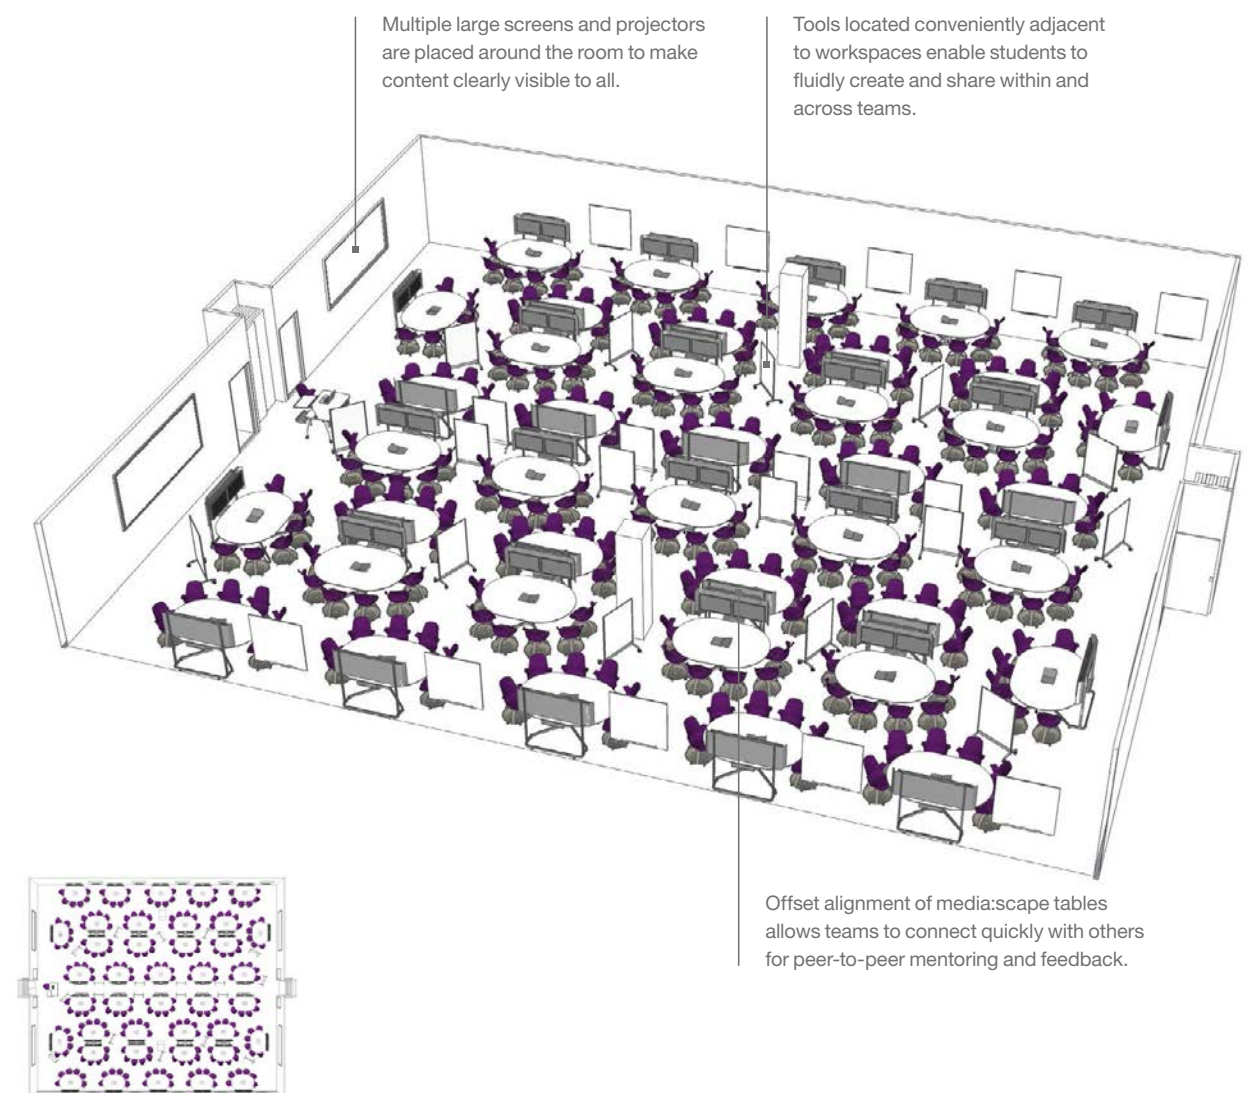 Multiple large screens and projectors
are placed around the room to make
content clearly visible to all.
Tools located conveniently adjacent
to workspaces enable students to
fluidly create and share within and
across teams.
Offset alignment of media:scape tables
allows teams to connect quickly with others
for peer-to-peer mentoring and feedback.